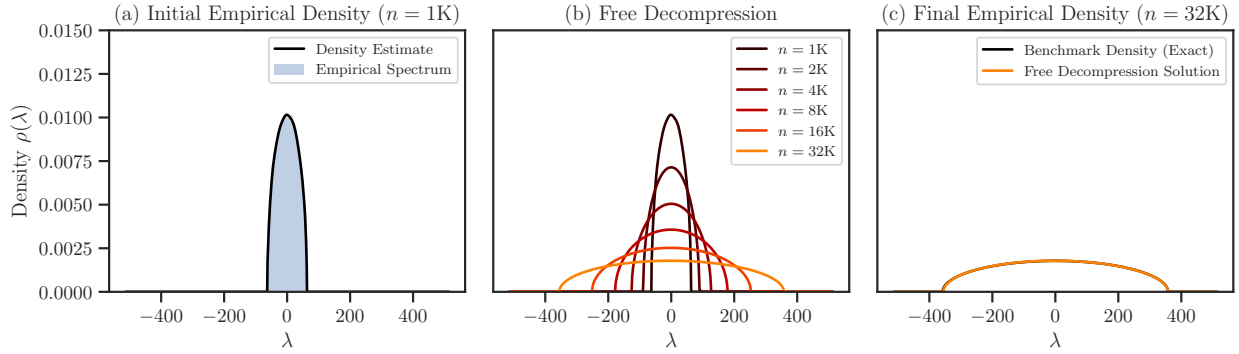 (a) Initial Empirical Density (n = 1K)
Density ρ(λ)
0.0150
0.0125
0.0100
0.0075
0.0050
0.0025
0.0000
Density Estimate
Empirical Spectrum
−400 −200 0 200 400
λ
(b) Free Decompression
n = 1K
n = 2K
n = 4K
n = 8K
n = 16K
n = 32K
−400 −200 0 200 400
λ
(c) Final Empirical Density (n = 32K)
Benchmark Density (Exact)
Free Decompression Solution
−400 −200 0 200 400
λ